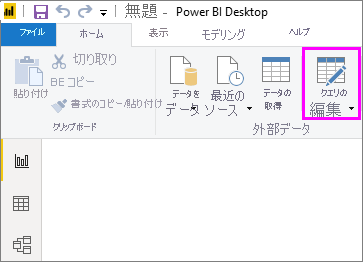 無題 - Power BI Desktop
ファイル ホーム 表示 モデリング ヘルプ
貼り付け
切り取り
BE コピー
書式のコピー/貼り付け
クリップボード
データを
データ
最近の
ソース
データの
取得
クエリの
編集
外部データ